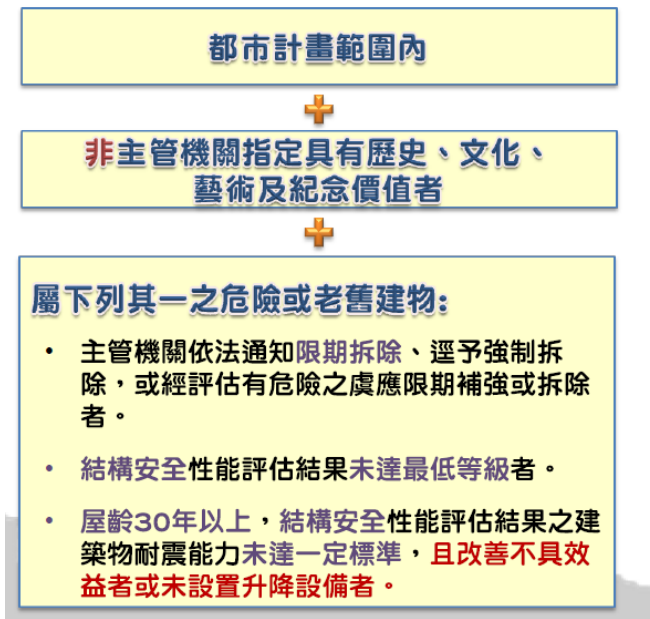 都市計畫範圍內
非主管機關指定具有歷史、文化、
藝術及紀念價值者
屬下列其一之危險或老舊建物:
• 主管機關依法通知限期拆除、逕予強制拆
除，或經評估有危險之虞應限期補強或拆除
者。
• 結構安全性能評估結果未達最低等級者。
• 屋齡30年以上，結構安全性能評估結果之建
築物耐震能力未達一定標準，且改善不具效
益者或未設置升降設備者。